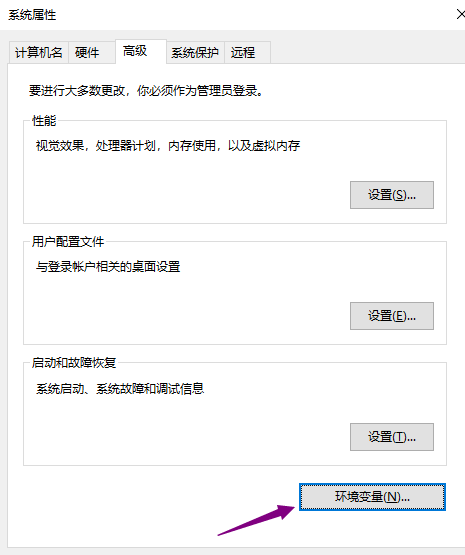 系统属性
计算机名 硬件 高级 系统保护 远程
要进行大多数更改，你必须作为管理员登录。
性能
视觉效果，处理器计划，内存使用，以及虚拟内存
设置(S)...
用户配置文件
与登录帐户相关的桌面设置
设置(E)...
启动和故障恢复
系统启动、系统故障和调试信息
设置(T)...
环境变量(N)...